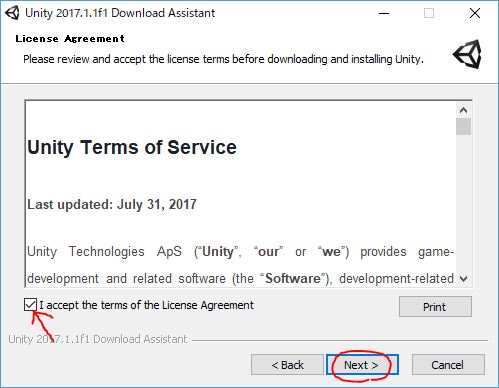 Unity 2017.1.1f1 Download Assistant
License Agreement
Please review and accept the license terms before downloading and installing Unity.
Unity Terms of Service
Last updated: July 31, 2017
Unity Technologies ApS (“Unity”, “our” or “we”) provides game-
development and related software (the “Software”), development-related
I accept the terms of the License Agreement
Print
Unity 2017.1.1f1 Download Assistant
< Back
Next >
Cancel